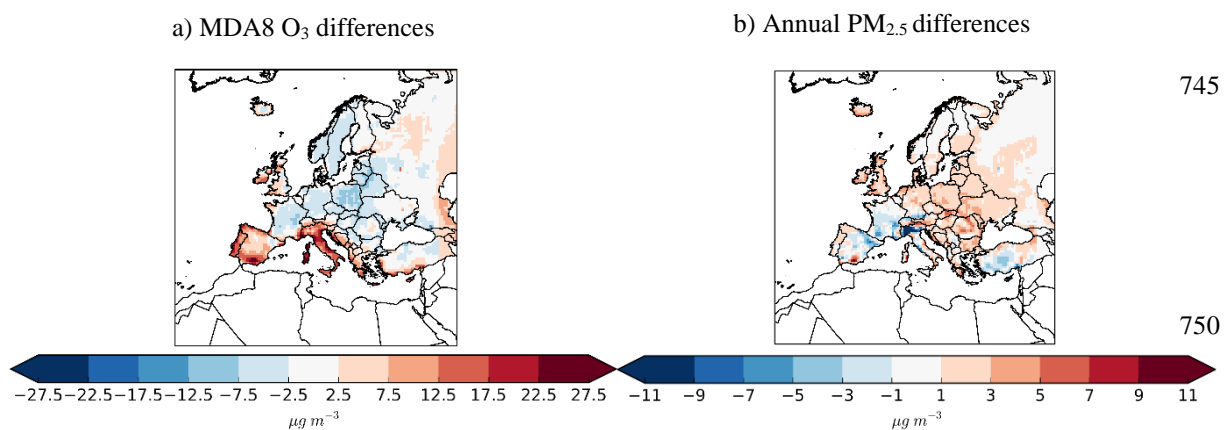 a) MDA8 O₃ differences
b) Annual PM₂.₅ differences
745
750
−27.5 −22.5 −17.5 −12.5 −7.5 −2.5 2.5 7.5 12.5 17.5 22.5 27.5
μg m⁻³
−11 −9 −7 −5 −3 −1 1 3 5 7 9 11
μg m⁻³